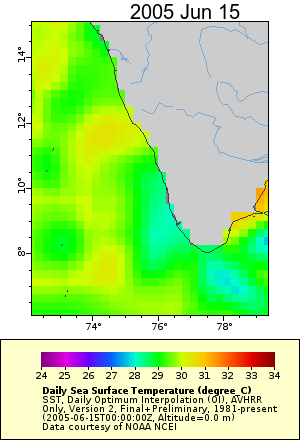 2005 Jun 15
14°
12°
10°
8°
74° 76° 78°
24 25 26 27 28 29 30 31 32 33 34
Daily Sea Surface Temperature (degree_C)
SST, Daily Optimum Interpolation (OI), AVHRR
Only, Version 2, Final+Preliminary, 1981-present
(2005-06-15T00:00:00Z, Altitude=0.0 m)
Data courtesy of NOAA NCEI